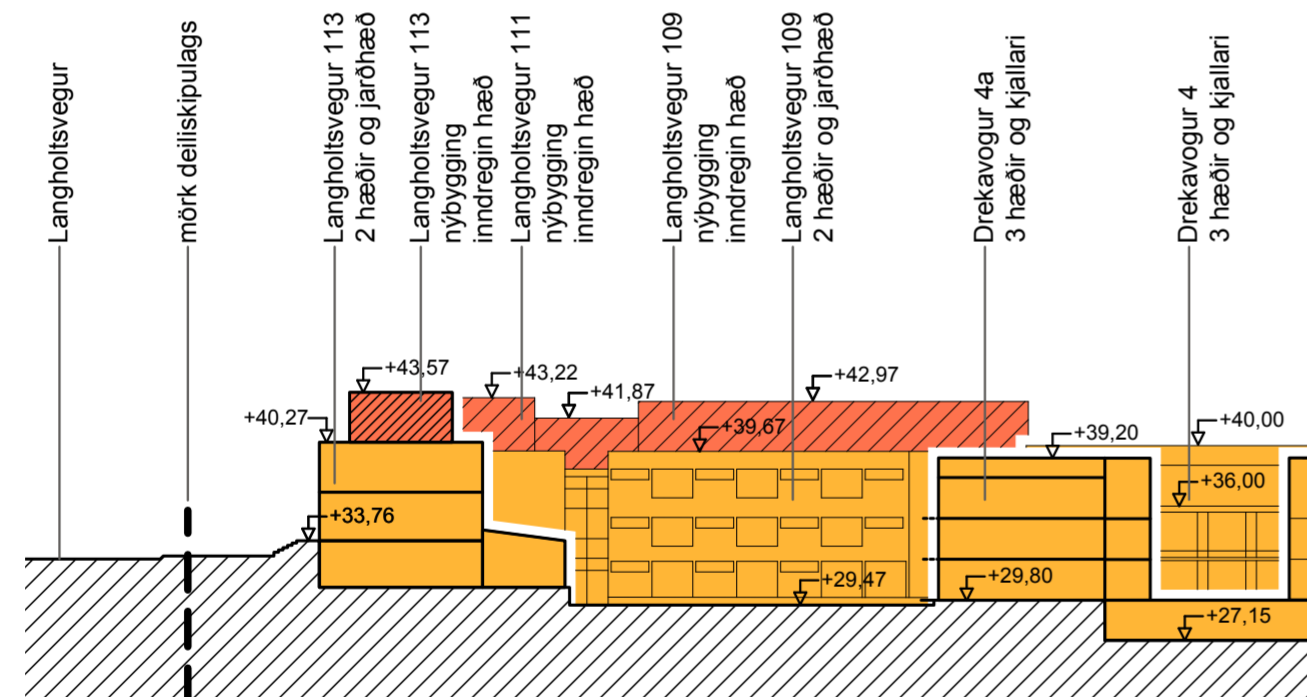 Langholtsvegur
mörk deiliskipulags
Langholtsvegur 113
2 hæðir og jarðhæð
Langholtsvegur 113
nýbygging
inndregin hæð
Langholtsvegur 111
nýbygging
inndregin hæð
Langholtsvegur 109
nýbygging
inndregin hæð
Langholtsvegur 109
2 hæðir og jarðhæð
Drekavogur 4a
3 hæðir og kjallari
Drekavogur 4
3 hæðir og kjallari
+43,57
+43,22
+41,87
+42,97
+40,27
+39,67
+39,20
+40,00
+36,00
+33,76
+29,47
+29,80
+27,15